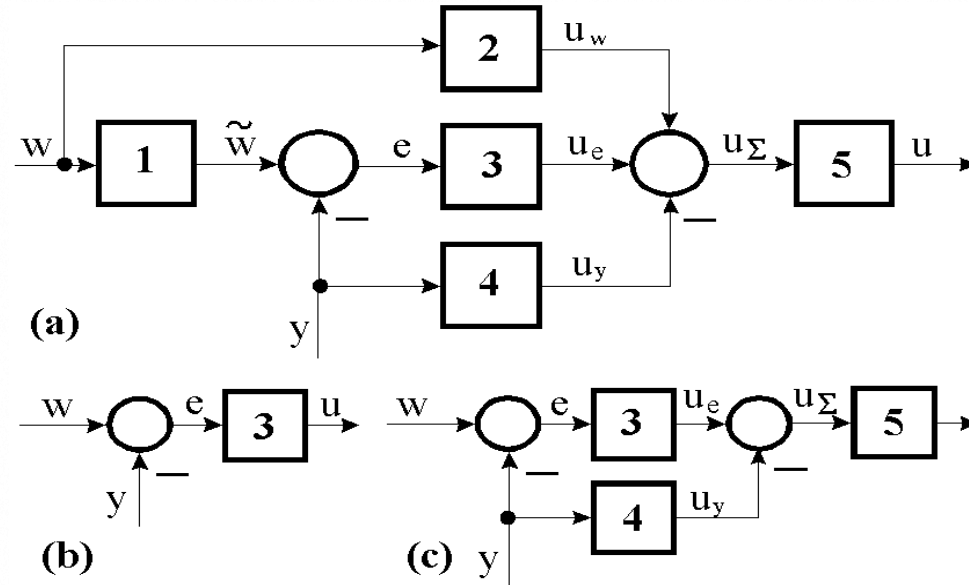 2 u_w
w 1 w̃ e 3 u_e u_Σ 5 u
4 u_y
(a) y
w e 3 u
y
(b)
w e 3 u_e u_Σ 5
4 u_y
(c) y